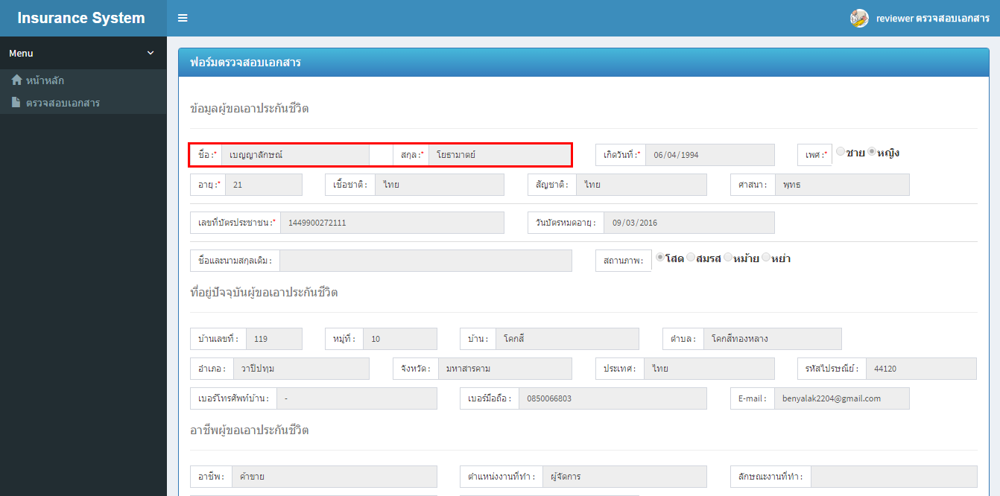 Insurance System
reviewer ตรวจสอบเอกสาร
Menu
หน้าหลัก
ตรวจสอบเอกสาร
ฟอร์มตรวจสอบเอกสาร
ข้อมูลผู้ขอเอาประกันชีวิต
ชื่อ :* เบญญาลักษณ์ สกุล :* โยธามาตย์ เกิดวันที่ :* 06/04/1994 เพศ :* ชาย หญิง
อายุ :* 21 เชื้อชาติ : ไทย สัญชาติ : ไทย ศาสนา : พุทธ
เลขที่บัตรประชาชน :* 1449900272111 วันบัตรหมดอายุ : 09/03/2016
ชื่อและนามสกุลเดิม : สถานภาพ : โสด สมรส หม้าย หย่า
ที่อยู่ปัจจุบันผู้ขอเอาประกันชีวิต
บ้านเลขที่ : 119 หมู่ที่ : 10 บ้าน : โคกสี ตำบล : โคกสีทองหลาง
อำเภอ : วาปีปทุม จังหวัด : มหาสารคาม ประเทศ : ไทย รหัสไปรษณีย์ : 44120
เบอร์โทรศัพท์บ้าน : - เบอร์มือถือ : 0850066803 E-mail : benyalak2204@gmail.com
อาชีพผู้ขอเอาประกันชีวิต
อาชีพ : ค้าขาย ตำแหน่งงานที่ทำ : ผู้จัดการ ลักษณะงานที่ทำ :